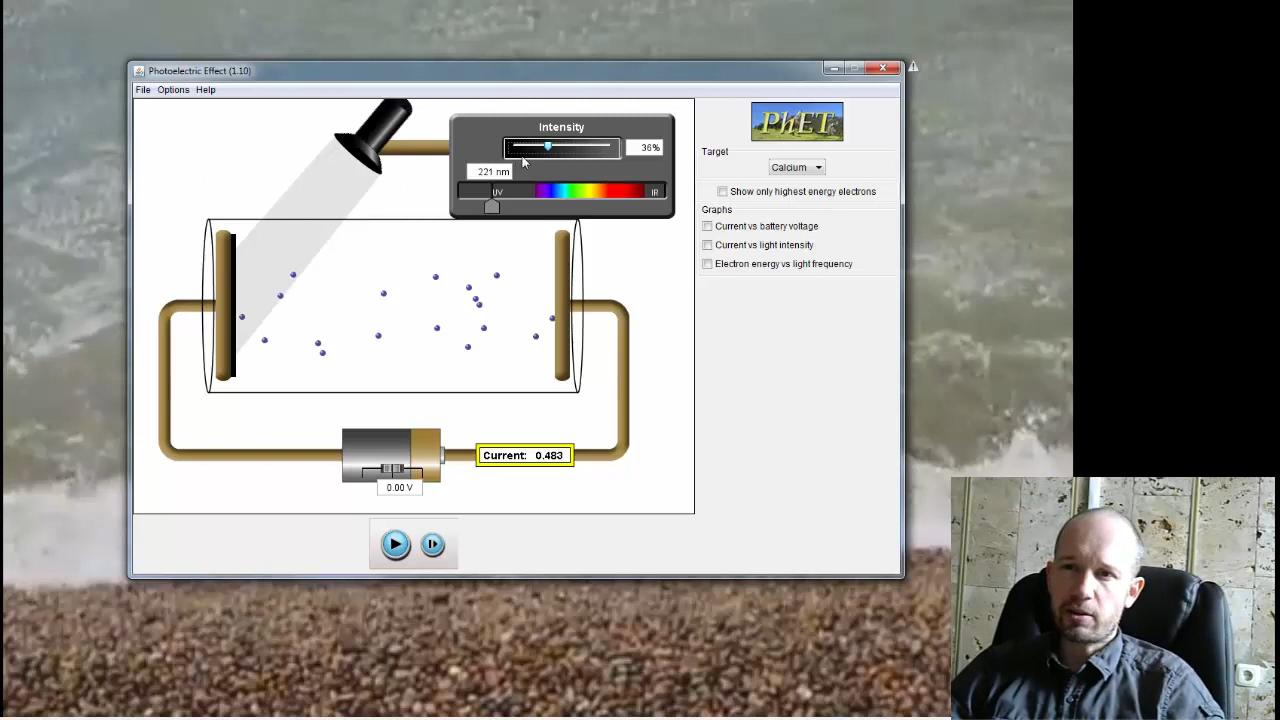 Photoelectric Effect (1.10)
File Options Help
PhET
Intensity
36%
221 nm
UV
IR
Target
Calcium
Show only highest energy electrons
Graphs
Current vs battery voltage
Current vs light intensity
Electron energy vs light frequency
Current: 0.483
0.00 V